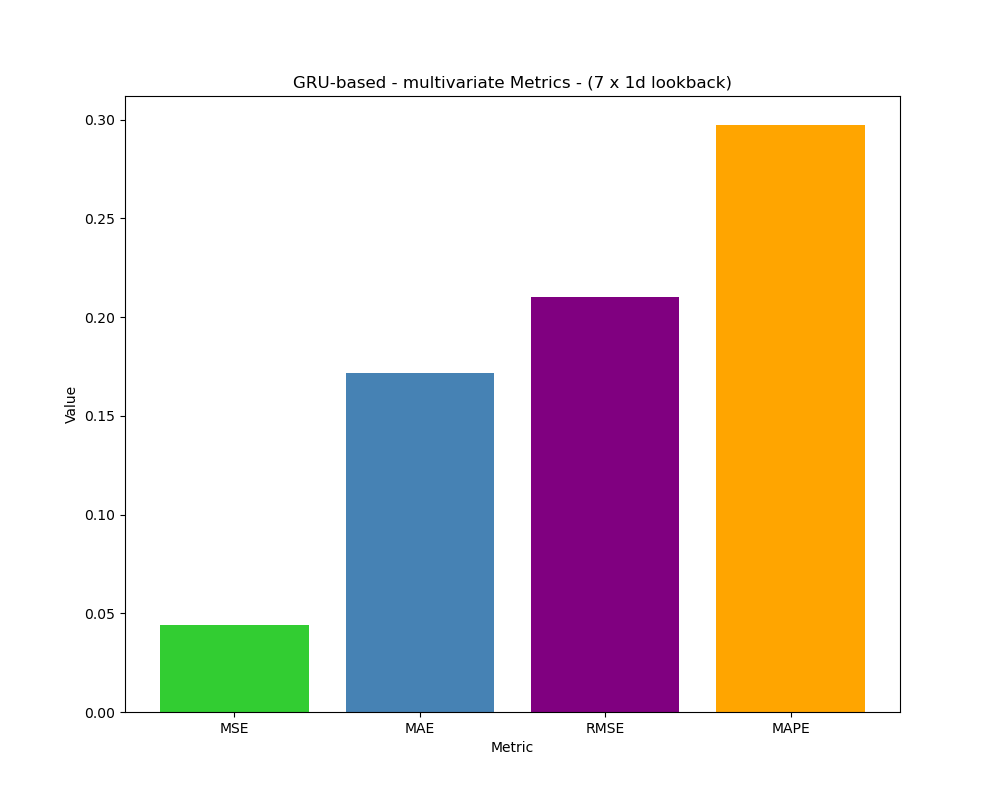 GRU-based - multivariate Metrics - (7 x 1d lookback)
0.30
0.25
0.20
0.15
0.10
0.05
0.00
Value
MSE MAE RMSE MAPE
Metric